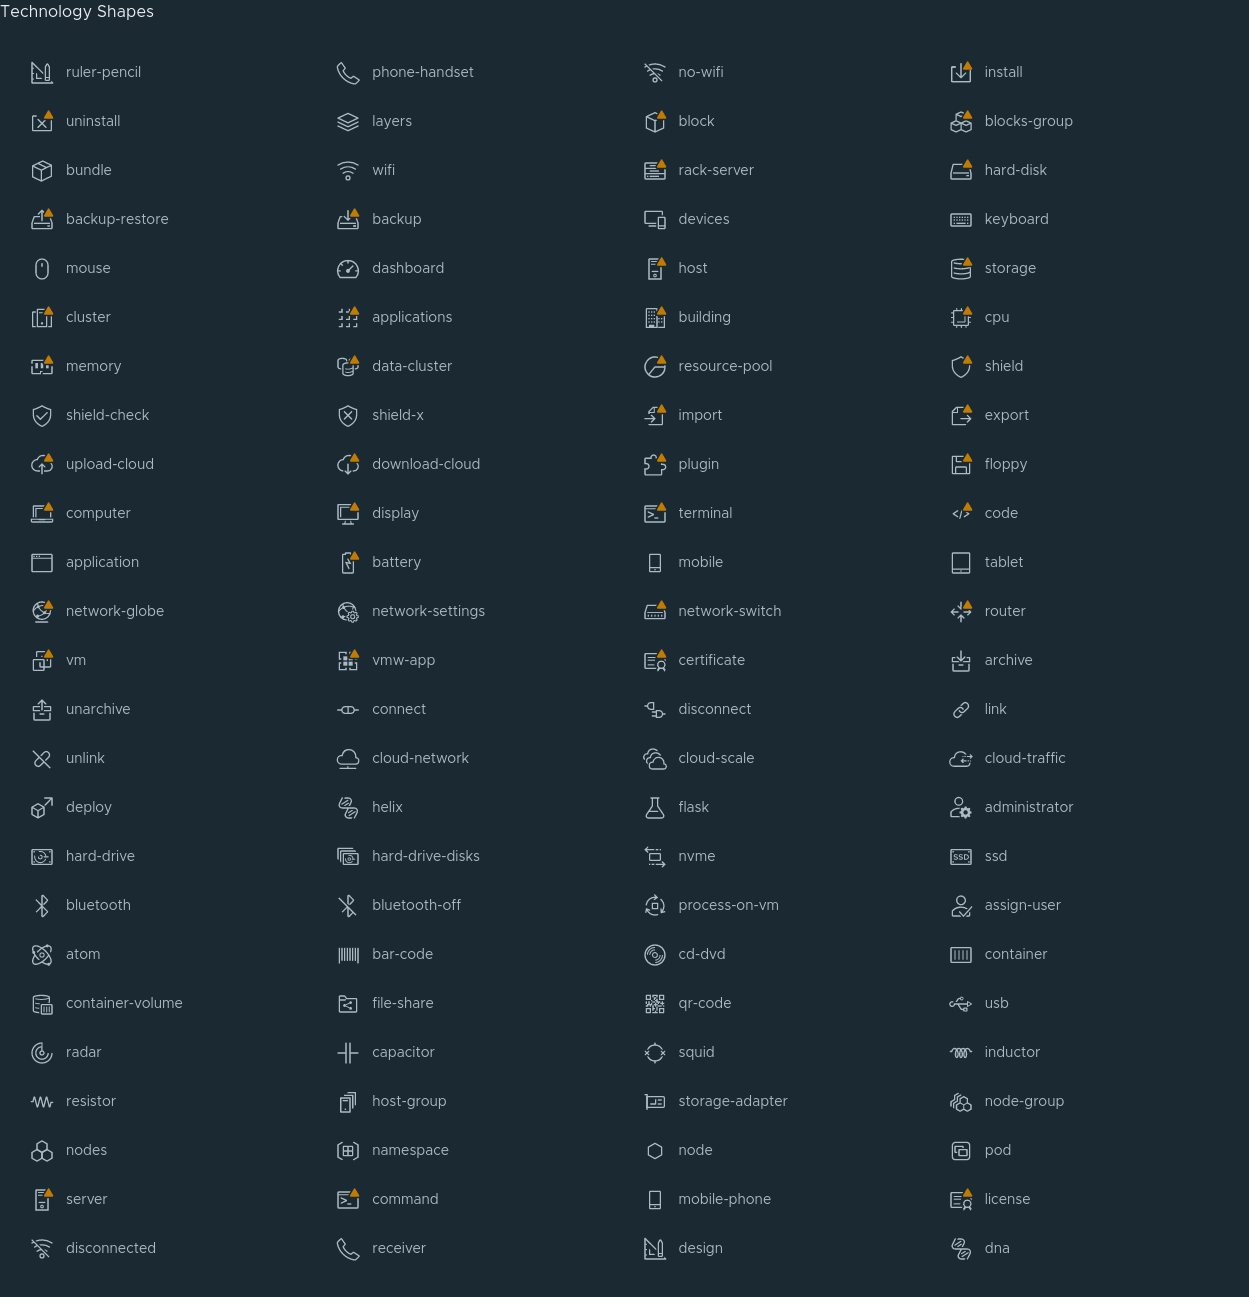 Technology Shapes
ruler-pencil phone-handset no-wifi install
uninstall layers block blocks-group
bundle wifi rack-server hard-disk
backup-restore backup devices keyboard
mouse dashboard host storage
cluster applications building cpu
memory data-cluster resource-pool shield
shield-check shield-x import export
upload-cloud download-cloud plugin floppy
computer display terminal code
application battery mobile tablet
network-globe network-settings network-switch router
vm vmw-app certificate archive
unarchive connect disconnect link
unlink cloud-network cloud-scale cloud-traffic
deploy helix flask administrator
hard-drive hard-drive-disks nvme SSD ssd
bluetooth bluetooth-off process-on-vm assign-user
atom bar-code cd-dvd container
container-volume file-share qr-code usb
radar capacitor squid inductor
resistor host-group storage-adapter node-group
nodes namespace node pod
server command mobile-phone license
disconnected receiver design dna